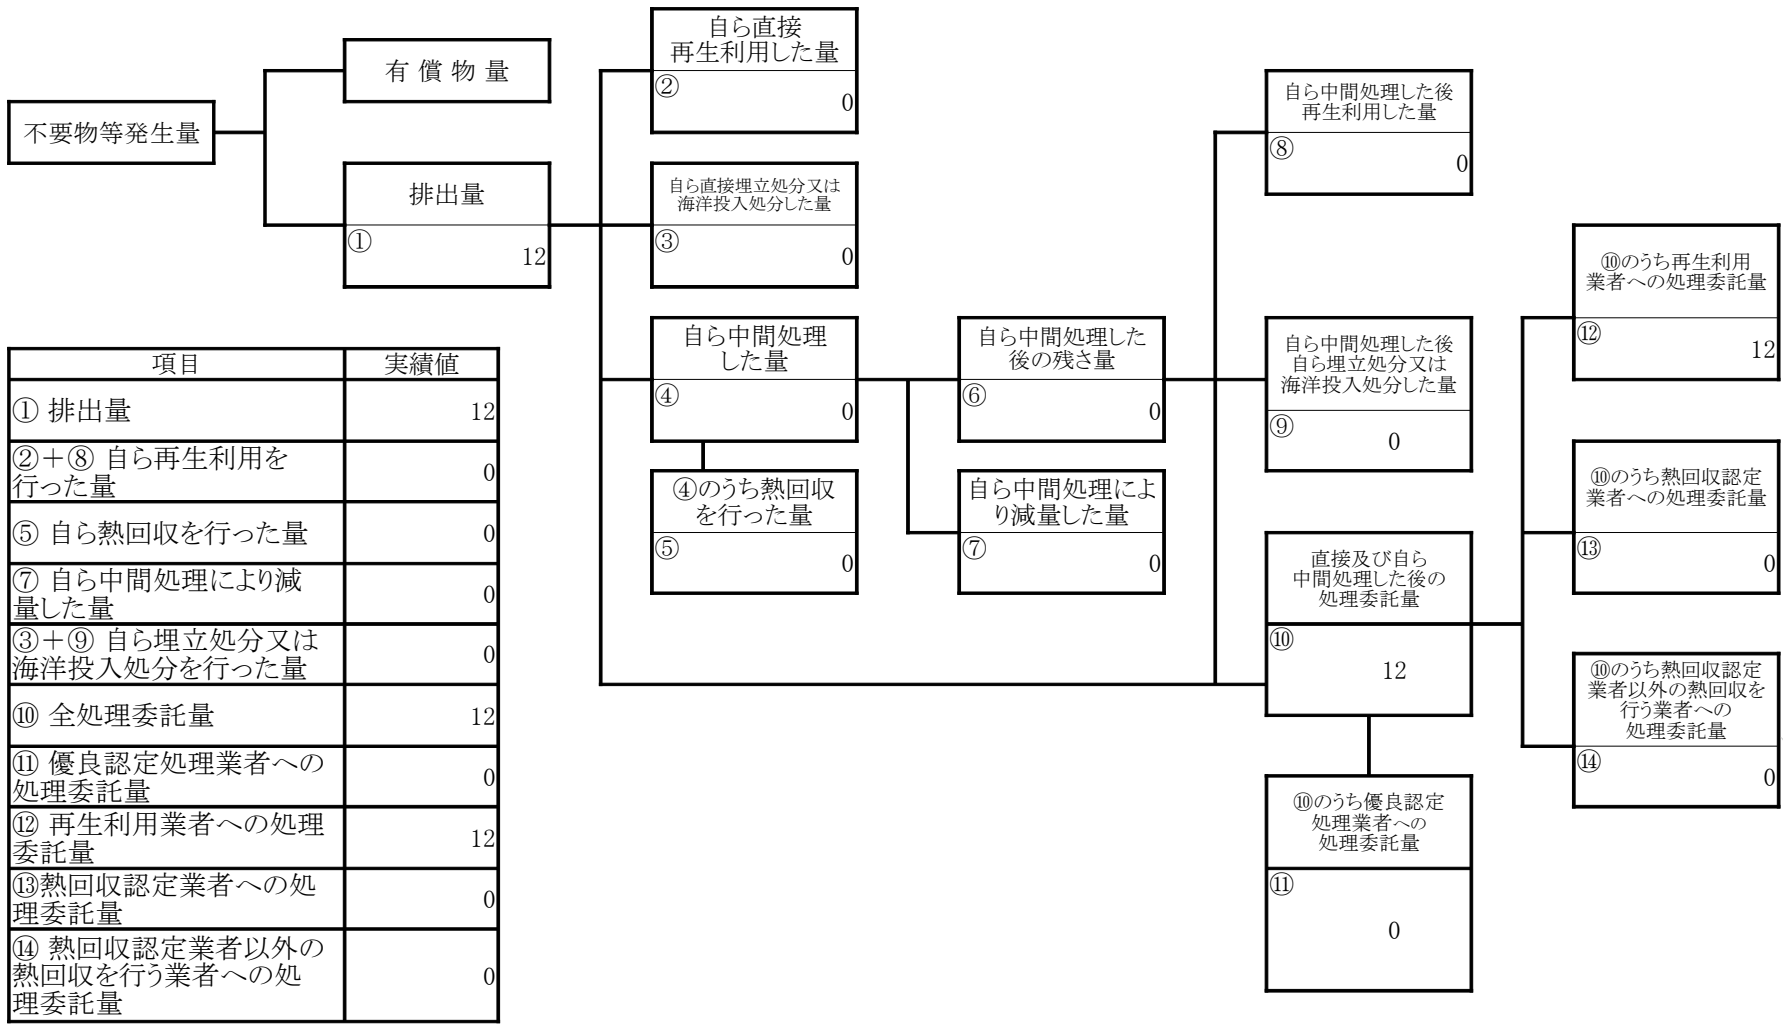 不要物等発生量
有 償 物 量
排出量
①
12
自ら直接
再生利用した量
②
0
自ら直接埋立処分又は
海洋投入処分した量
③
0
自ら中間処理
した量
④
0
④のうち熱回収
を行った量
⑤
0
自ら中間処理した
後の残さ量
⑥
0
自ら中間処理によ
り減量した量
⑦
0
自ら中間処理した後
再生利用した量
⑧
0
自ら中間処理した後
自ら埋立処分又は
海洋投入処分した量
⑨
0
直接及び自ら
中間処理した後の
処理委託量
⑩
12
⑩のうち優良認定
処理業者への
処理委託量
⑪
0
⑩のうち再生利用
業者への処理委託量
⑫
12
⑩のうち熱回収認定
業者への処理委託量
⑬
0
⑩のうち熱回収認定
業者以外の熱回収を
行う業者への
処理委託量
⑭
0
項目 実績値
① 排出量 12
②＋⑧ 自ら再生利用を
行った量 0
⑤ 自ら熱回収を行った量 0
⑦ 自ら中間処理により減
量した量 0
③＋⑨ 自ら埋立処分又は
海洋投入処分を行った量 0
⑩ 全処理委託量 12
⑪ 優良認定処理業者への
処理委託量 0
⑫ 再生利用業者への処理
委託量 12
⑬熱回収認定業者への処
理委託量 0
⑭ 熱回収認定業者以外の
熱回収を行う業者への処
理委託量 0